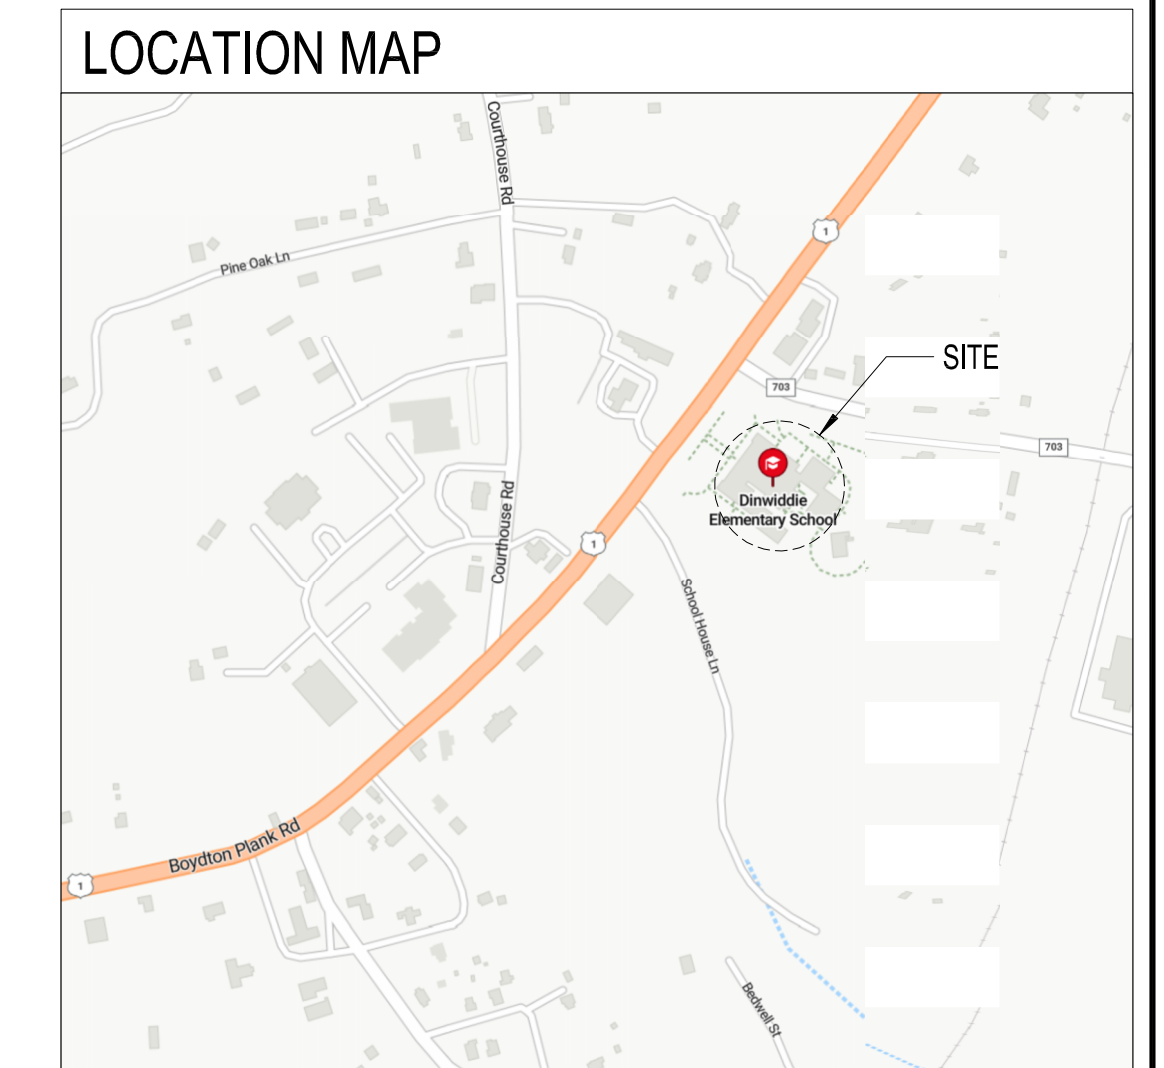 LOCATION MAP
Courthouse Rd
1
Pine Oak Ln
SITE
703
703
Dinwiddie
Elementary School
Courthouse Rd
1
School House Ln
Boydton Plank Rd
1
Bedwell St